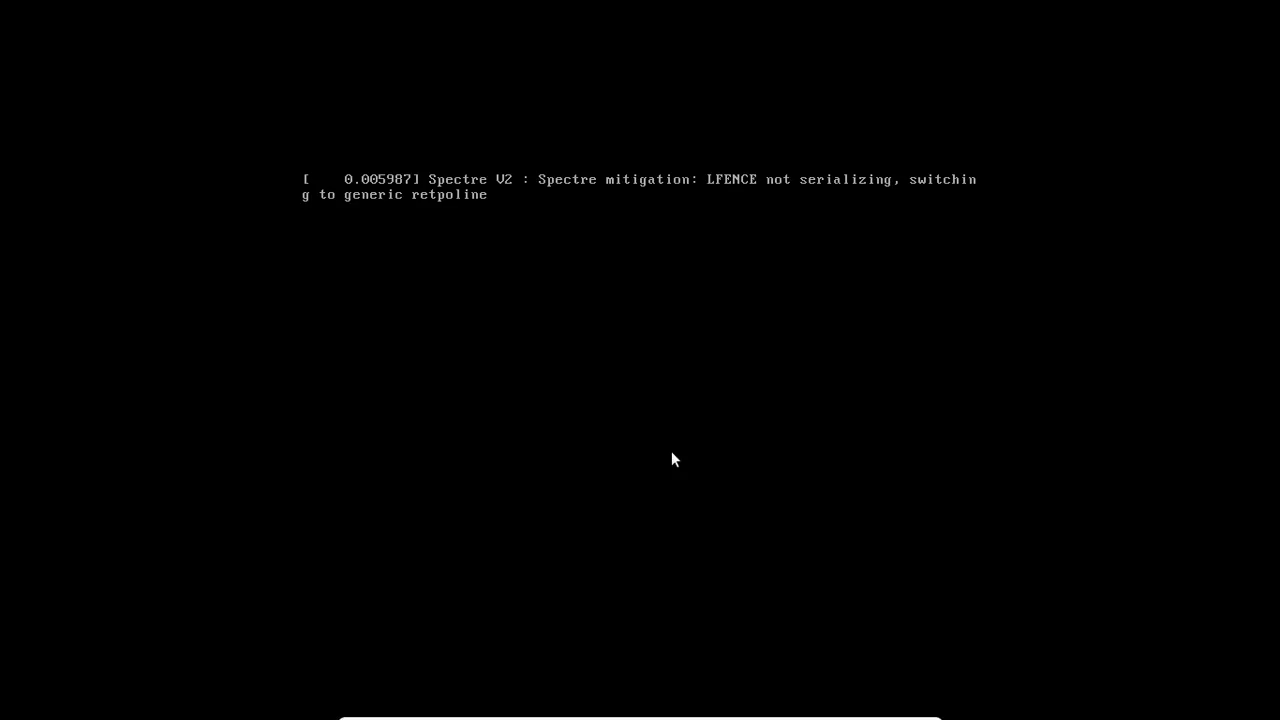 [    0.005987] Spectre V2 : Spectre mitigation: LFENCE not serializing, switchin
g to generic retpoline